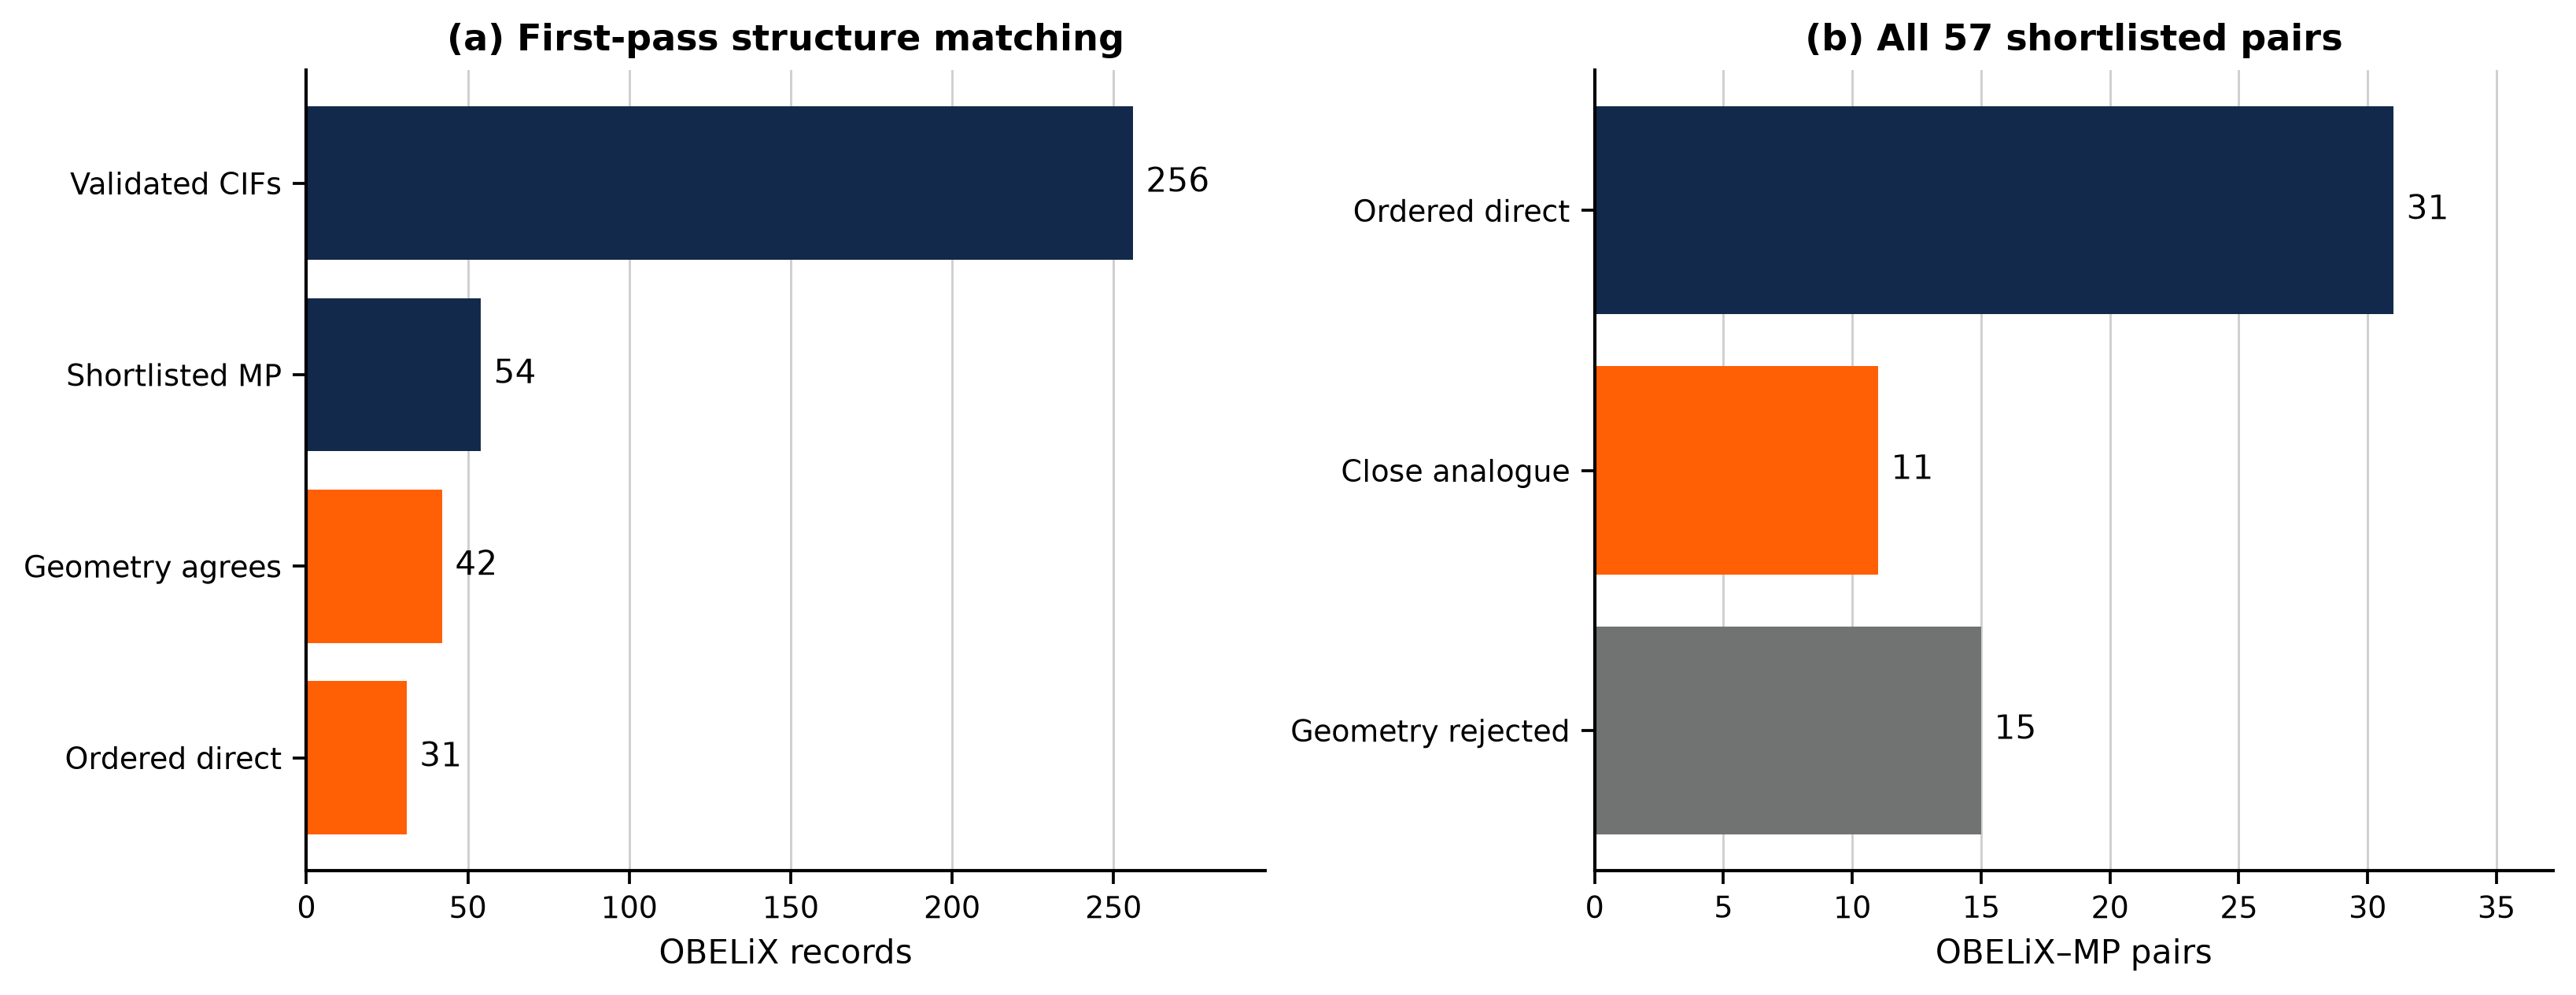 (a) First-pass structure matching
Validated CIFs
256
Shortlisted MP
54
Geometry agrees
42
Ordered direct
31
0 50 100 150 200 250
OBELiX records
(b) All 57 shortlisted pairs
Ordered direct
31
Close analogue
11
Geometry rejected
15
0 5 10 15 20 25 30 35
OBELiX–MP pairs